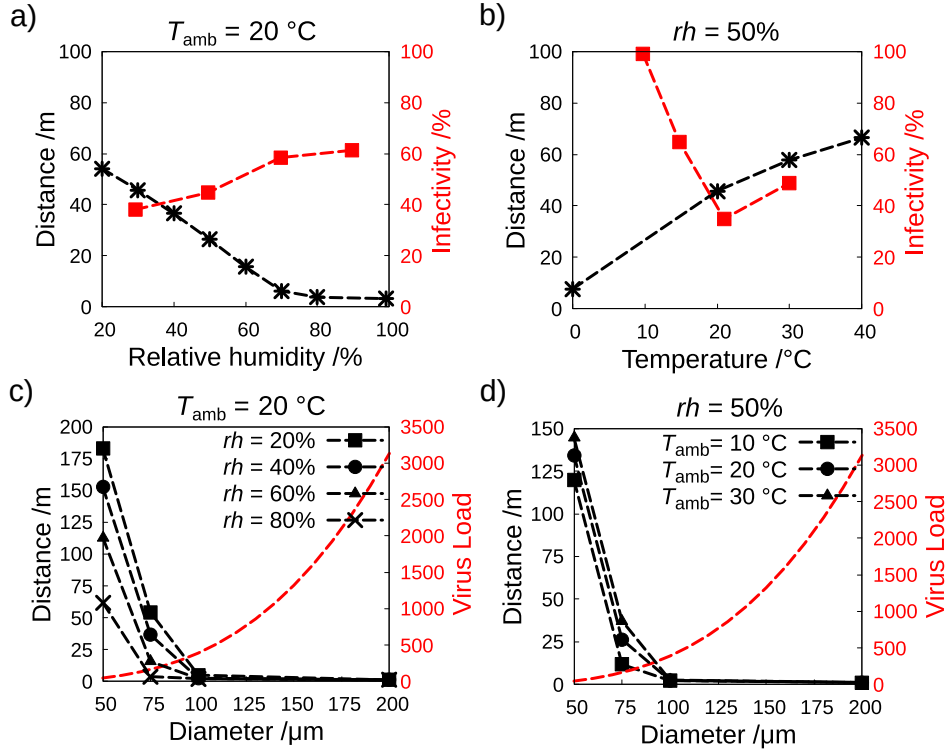 a)
T_amb = 20 °C
100
80
60
40
20
0
Distance /m
100
80
60
40
20
0
Infectivity /%
20
40
60
80
100
Relative humidity /%
b)
rh = 50%
100
80
60
40
20
0
Distance /m
100
80
60
40
20
0
Infectivity /%
0
10
20
30
40
Temperature /°C
c)
T_amb = 20 °C
200
175
150
125
100
75
50
25
0
Distance /m
rh = 20%
rh = 40%
rh = 60%
rh = 80%
3500
3000
2500
2000
1500
1000
500
0
Virus Load
50
75
100
125
150
175
200
Diameter /µm
d)
rh = 50%
150
125
100
75
50
25
0
Distance /m
T_amb= 10 °C
T_amb= 20 °C
T_amb= 30 °C
3500
3000
2500
2000
1500
1000
500
0
Virus Load
50
75
100
125
150
175
200
Diameter /µm